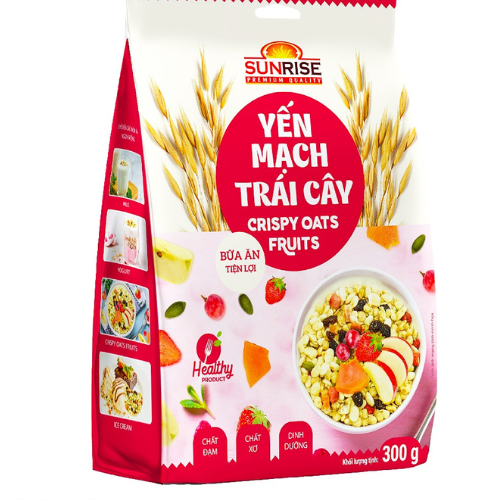 SUNRISE
PREMIUM QUALITY
YẾN
MẠCH
TRÁI CÂY
CRISPY OATS
FRUITS
BỮA ĂN
TIỆN LỢI
MILK
YOGURT
CRISPY OATS FRUITS
ICE CREAM
Healthy
PRODUCT
CHẤT
ĐẠM
CHẤT
XƠ
DINH
DƯỠNG
Khối lượng tịnh: 300 g